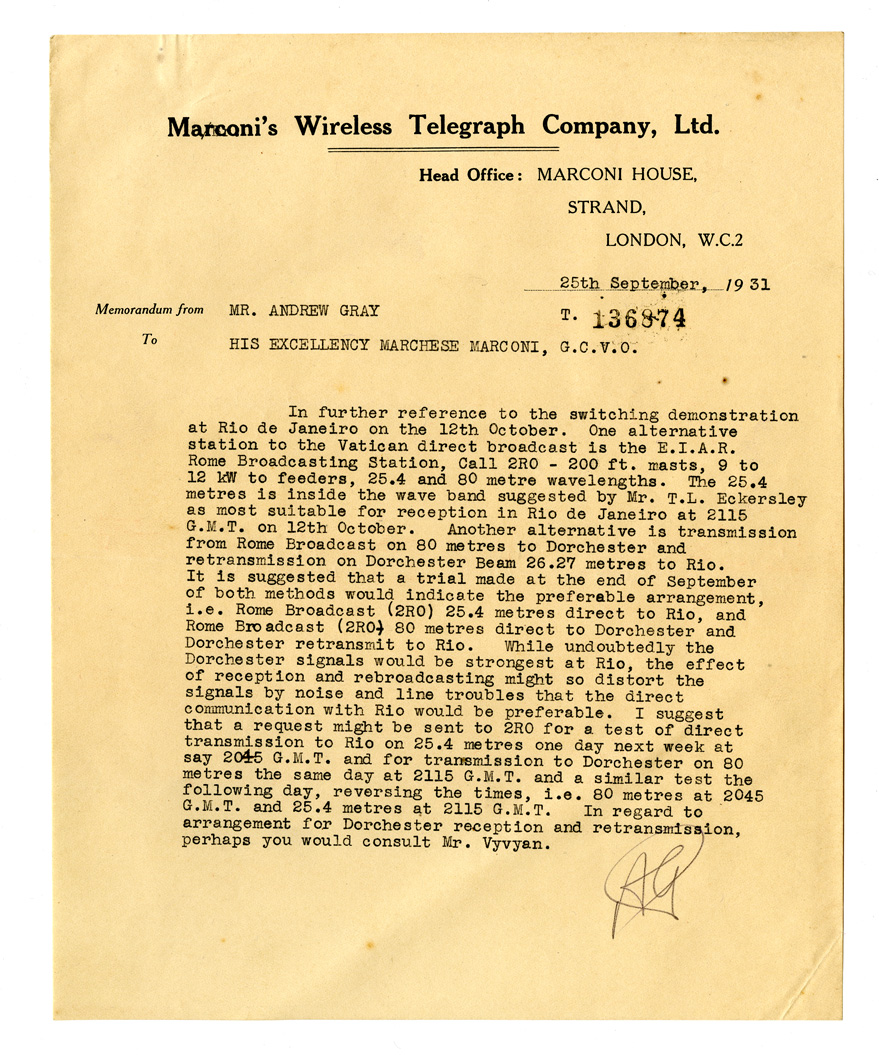 Marconi's Wireless Telegraph Company, Ltd.
Head Office: MARCONI HOUSE,
STRAND,
LONDON, W.C.2
25th September, 1931
Memorandum from MR. ANDREW GRAY
T. 136874
To HIS EXCELLENCY MARCHESE MARCONI, G.C.V.O.
In further reference to the switching demonstration
at Rio de Janeiro on the 12th October. One alternative
station to the Vatican direct broadcast is the E.I.A.R.
Rome Broadcasting Station, Call 2RO - 200 ft. masts, 9 to
12 kW to feeders, 25.4 and 80 metre wavelengths. The 25.4
metres is inside the wave band suggested by Mr. T.L. Eckersley
as most suitable for reception in Rio de Janeiro at 2115
G.M.T. on 12th October. Another alternative is transmission
from Rome Broadcast on 80 metres to Dorchester and
retransmission on Dorchester Beam 26.27 metres to Rio.
It is suggested that a trial made at the end of September
of both methods would indicate the preferable arrangement,
i.e. Rome Broadcast (2RO) 25.4 metres direct to Rio, and
Rome Broadcast (2RO) 80 metres direct to Dorchester and
Dorchester retransmit to Rio. While undoubtedly the
Dorchester signals would be strongest at Rio, the effect
of reception and rebroadcasting might so distort the
signals by noise and line troubles that the direct
communication with Rio would be preferable. I suggest
that a request might be sent to 2RO for a test of direct
transmission to Rio on 25.4 metres one day next week at
say 2045 G.M.T. and for transmission to Dorchester on 80
metres the same day at 2115 G.M.T. and a similar test the
following day, reversing the times, i.e. 80 metres at 2045
G.M.T. and 25.4 metres at 2115 G.M.T. In regard to
arrangement for Dorchester reception and retransmission,
perhaps you would consult Mr. Vyvyan.
AG